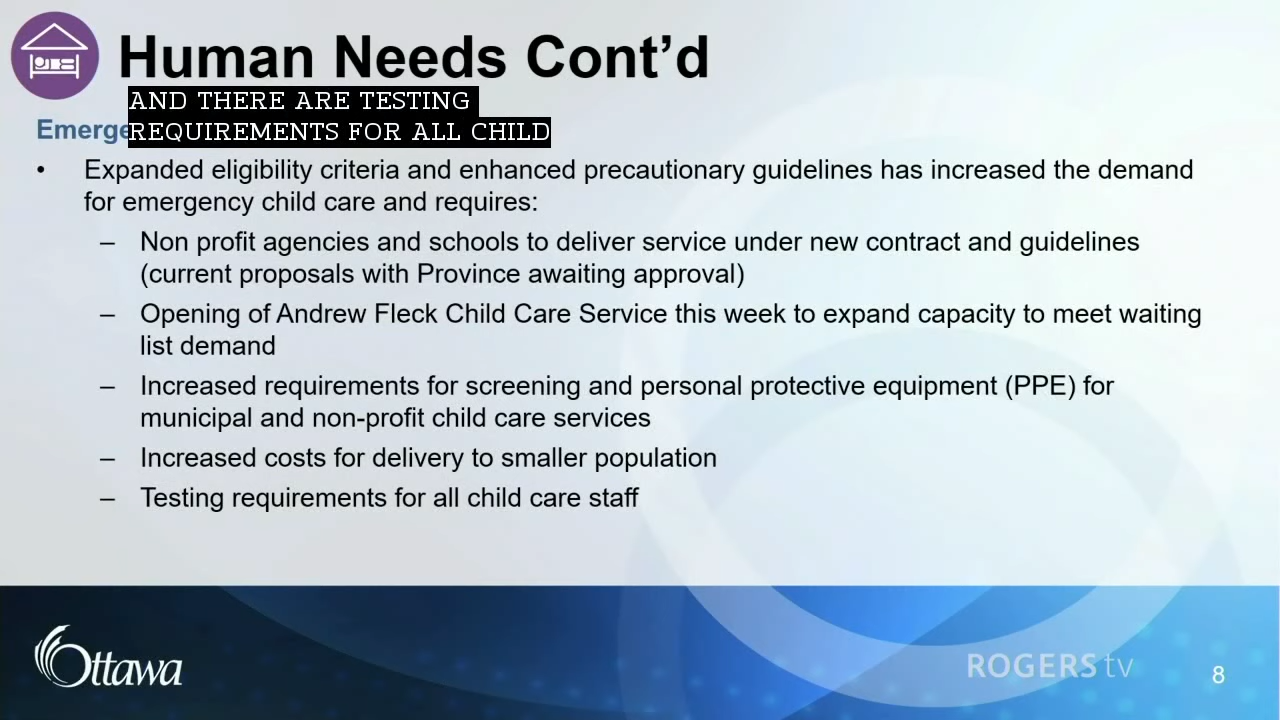 Human Needs Cont’d
AND THERE ARE TESTING
REQUIREMENTS FOR ALL CHILD
•	Expanded eligibility criteria and enhanced precautionary guidelines has increased the demand
for emergency child care and requires:
–	Non profit agencies and schools to deliver service under new contract and guidelines
(current proposals with Province awaiting approval)
–	Opening of Andrew Fleck Child Care Service this week to expand capacity to meet waiting
list demand
–	Increased requirements for screening and personal protective equipment (PPE) for
municipal and non-profit child care services
–	Increased costs for delivery to smaller population
–	Testing requirements for all child care staff
Ottawa
ROGERS tv
8